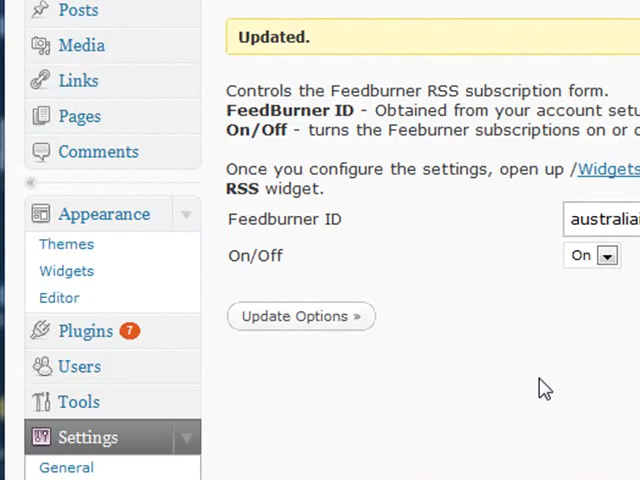 Posts
Media
Links
Pages
Comments
Appearance
Themes
Widgets
Editor
Plugins 7
Users
Tools
Settings
General
Updated.
Controls the Feedburner RSS subscription form.
FeedBurner ID - Obtained from your account
On/Off - turns the Feeburner subscriptions on or
Once you configure the settings, open up /Widgets
RSS widget.
Feedburner ID
On/Off On
Update Options »